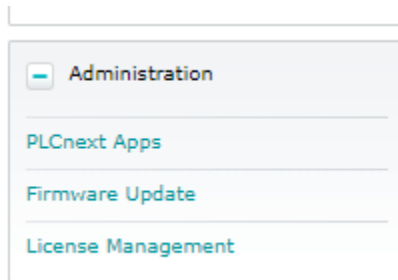 Administration
PLCnext Apps
Firmware Update
License Management